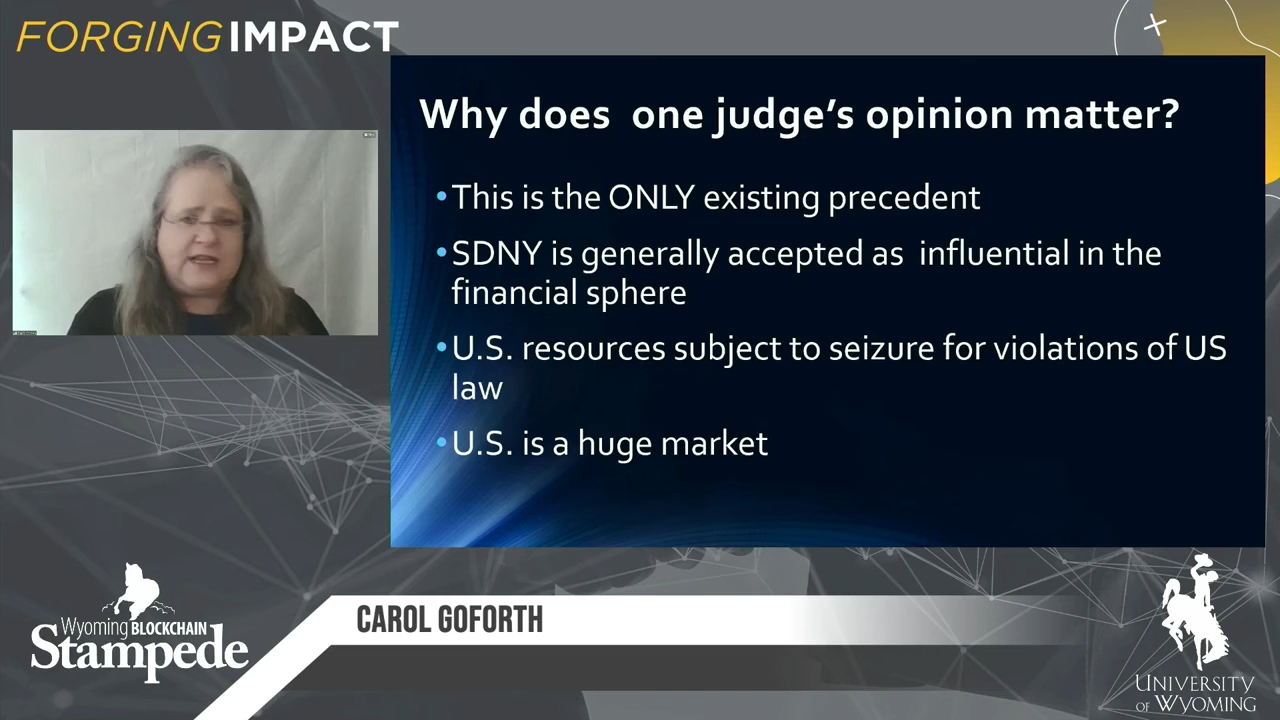 FORGING IMPACT
Why does one judge's opinion matter?
•This is the ONLY existing precedent
•SDNY is generally accepted as influential in the
financial sphere
•U.S. resources subject to seizure for violations of US
law
•U.S. is a huge market
CAROL GOFORTH
Wyoming BLOCKCHAIN
Stampede
UNIVERSITY
OF WYOMING